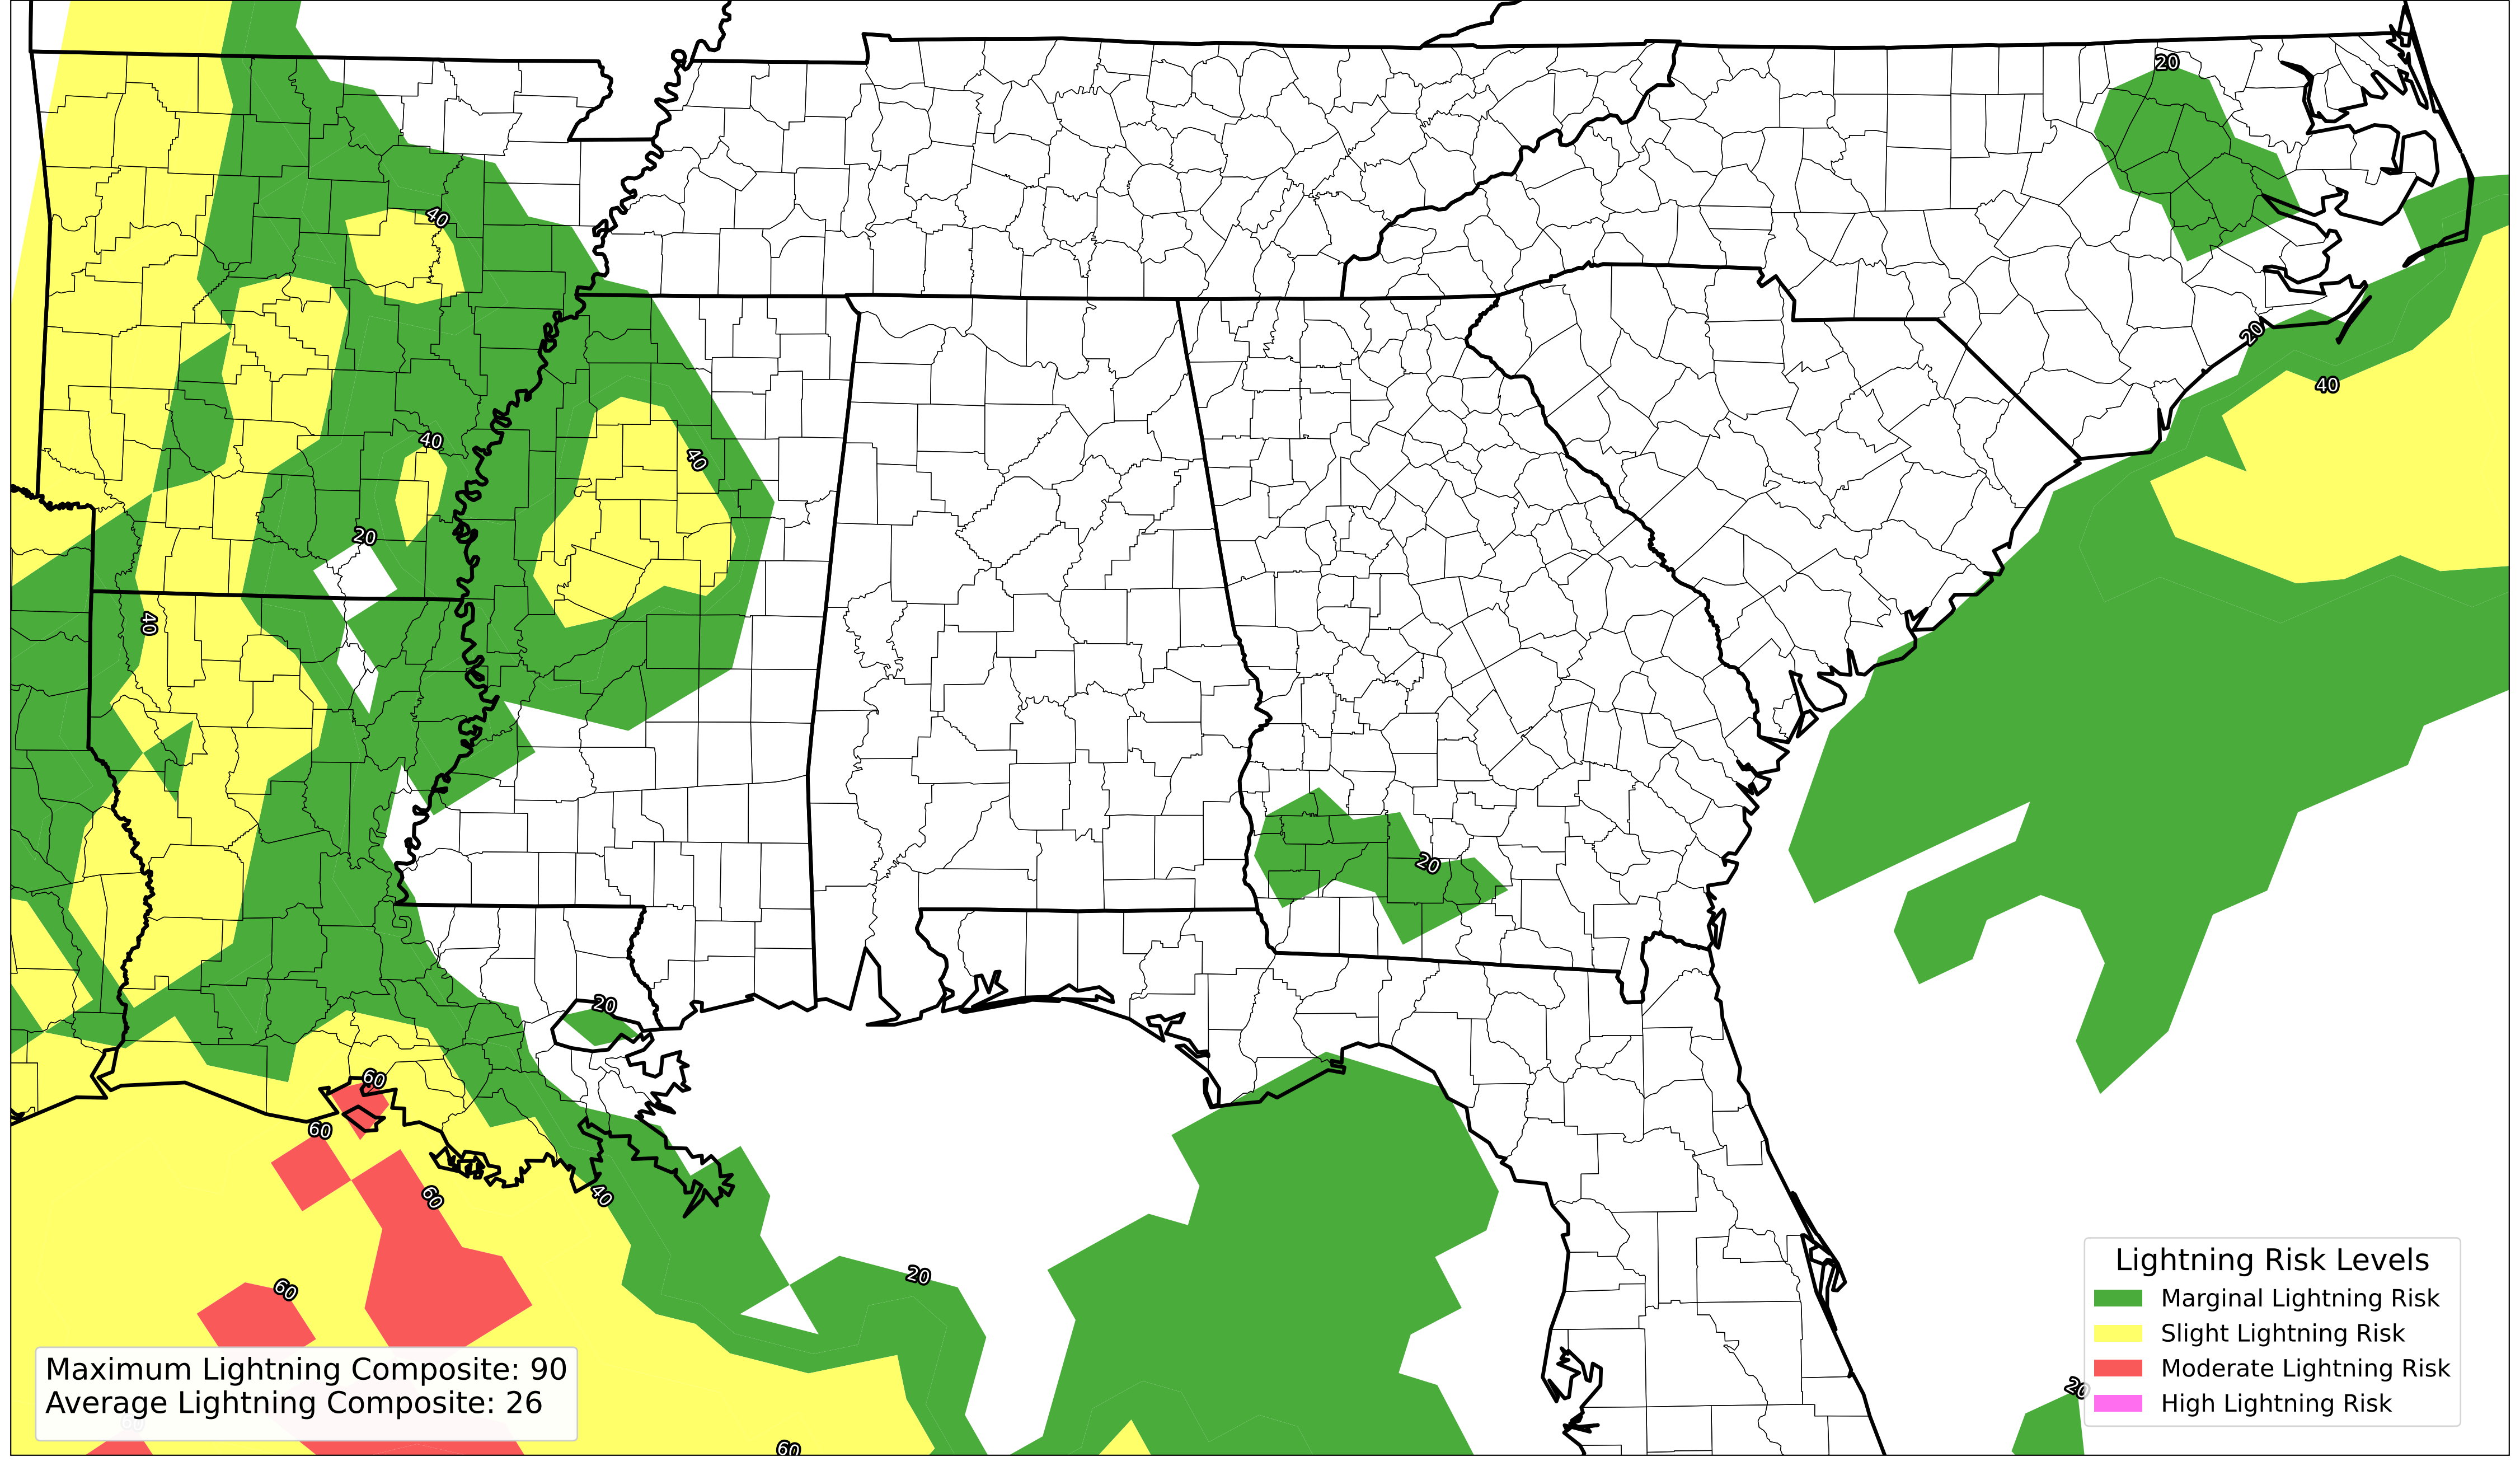 20
40
20
40
40
40
40
20
40
20
20
60
60
60
40
20
60
20
60
60
Lightning Risk Levels
Marginal Lightning Risk
Slight Lightning Risk
Moderate Lightning Risk
High Lightning Risk
Maximum Lightning Composite: 90
Average Lightning Composite: 26